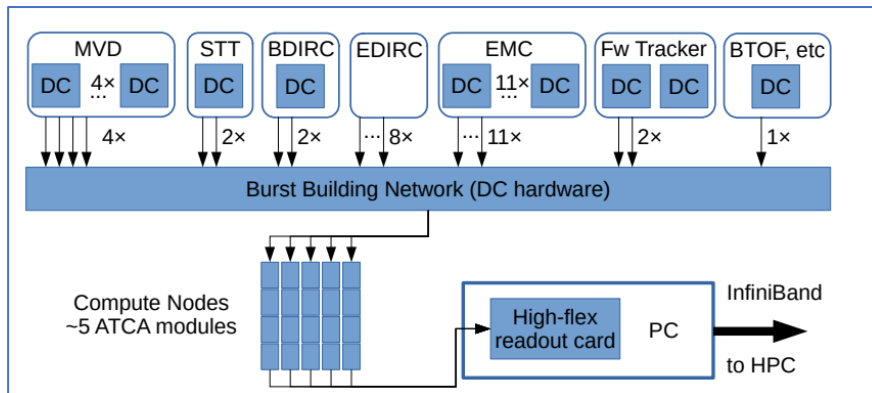 MVD STT BDIRC EDIRC EMC Fw Tracker BTOF, etc
DC 4× ... DC DC DC DC 11× ... DC DC DC DC
4× 2× 2× ... 8× ... 11× 2× 1×
Burst Building Network (DC hardware)
Compute Nodes
~5 ATCA modules
High-flex
readout card
PC
InfiniBand
to HPC